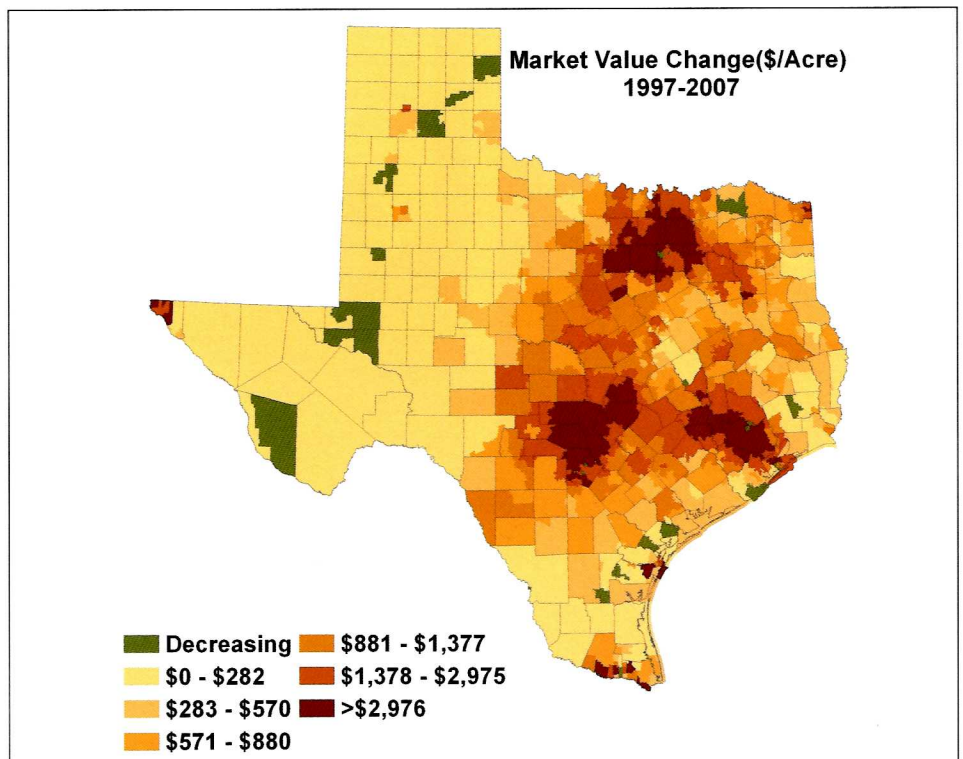 Market Value Change($/Acre)
1997-2007
Decreasing
$0 - $282
$283 - $570
$571 - $880
$881 - $1,377
$1,378 - $2,975
>$2,976